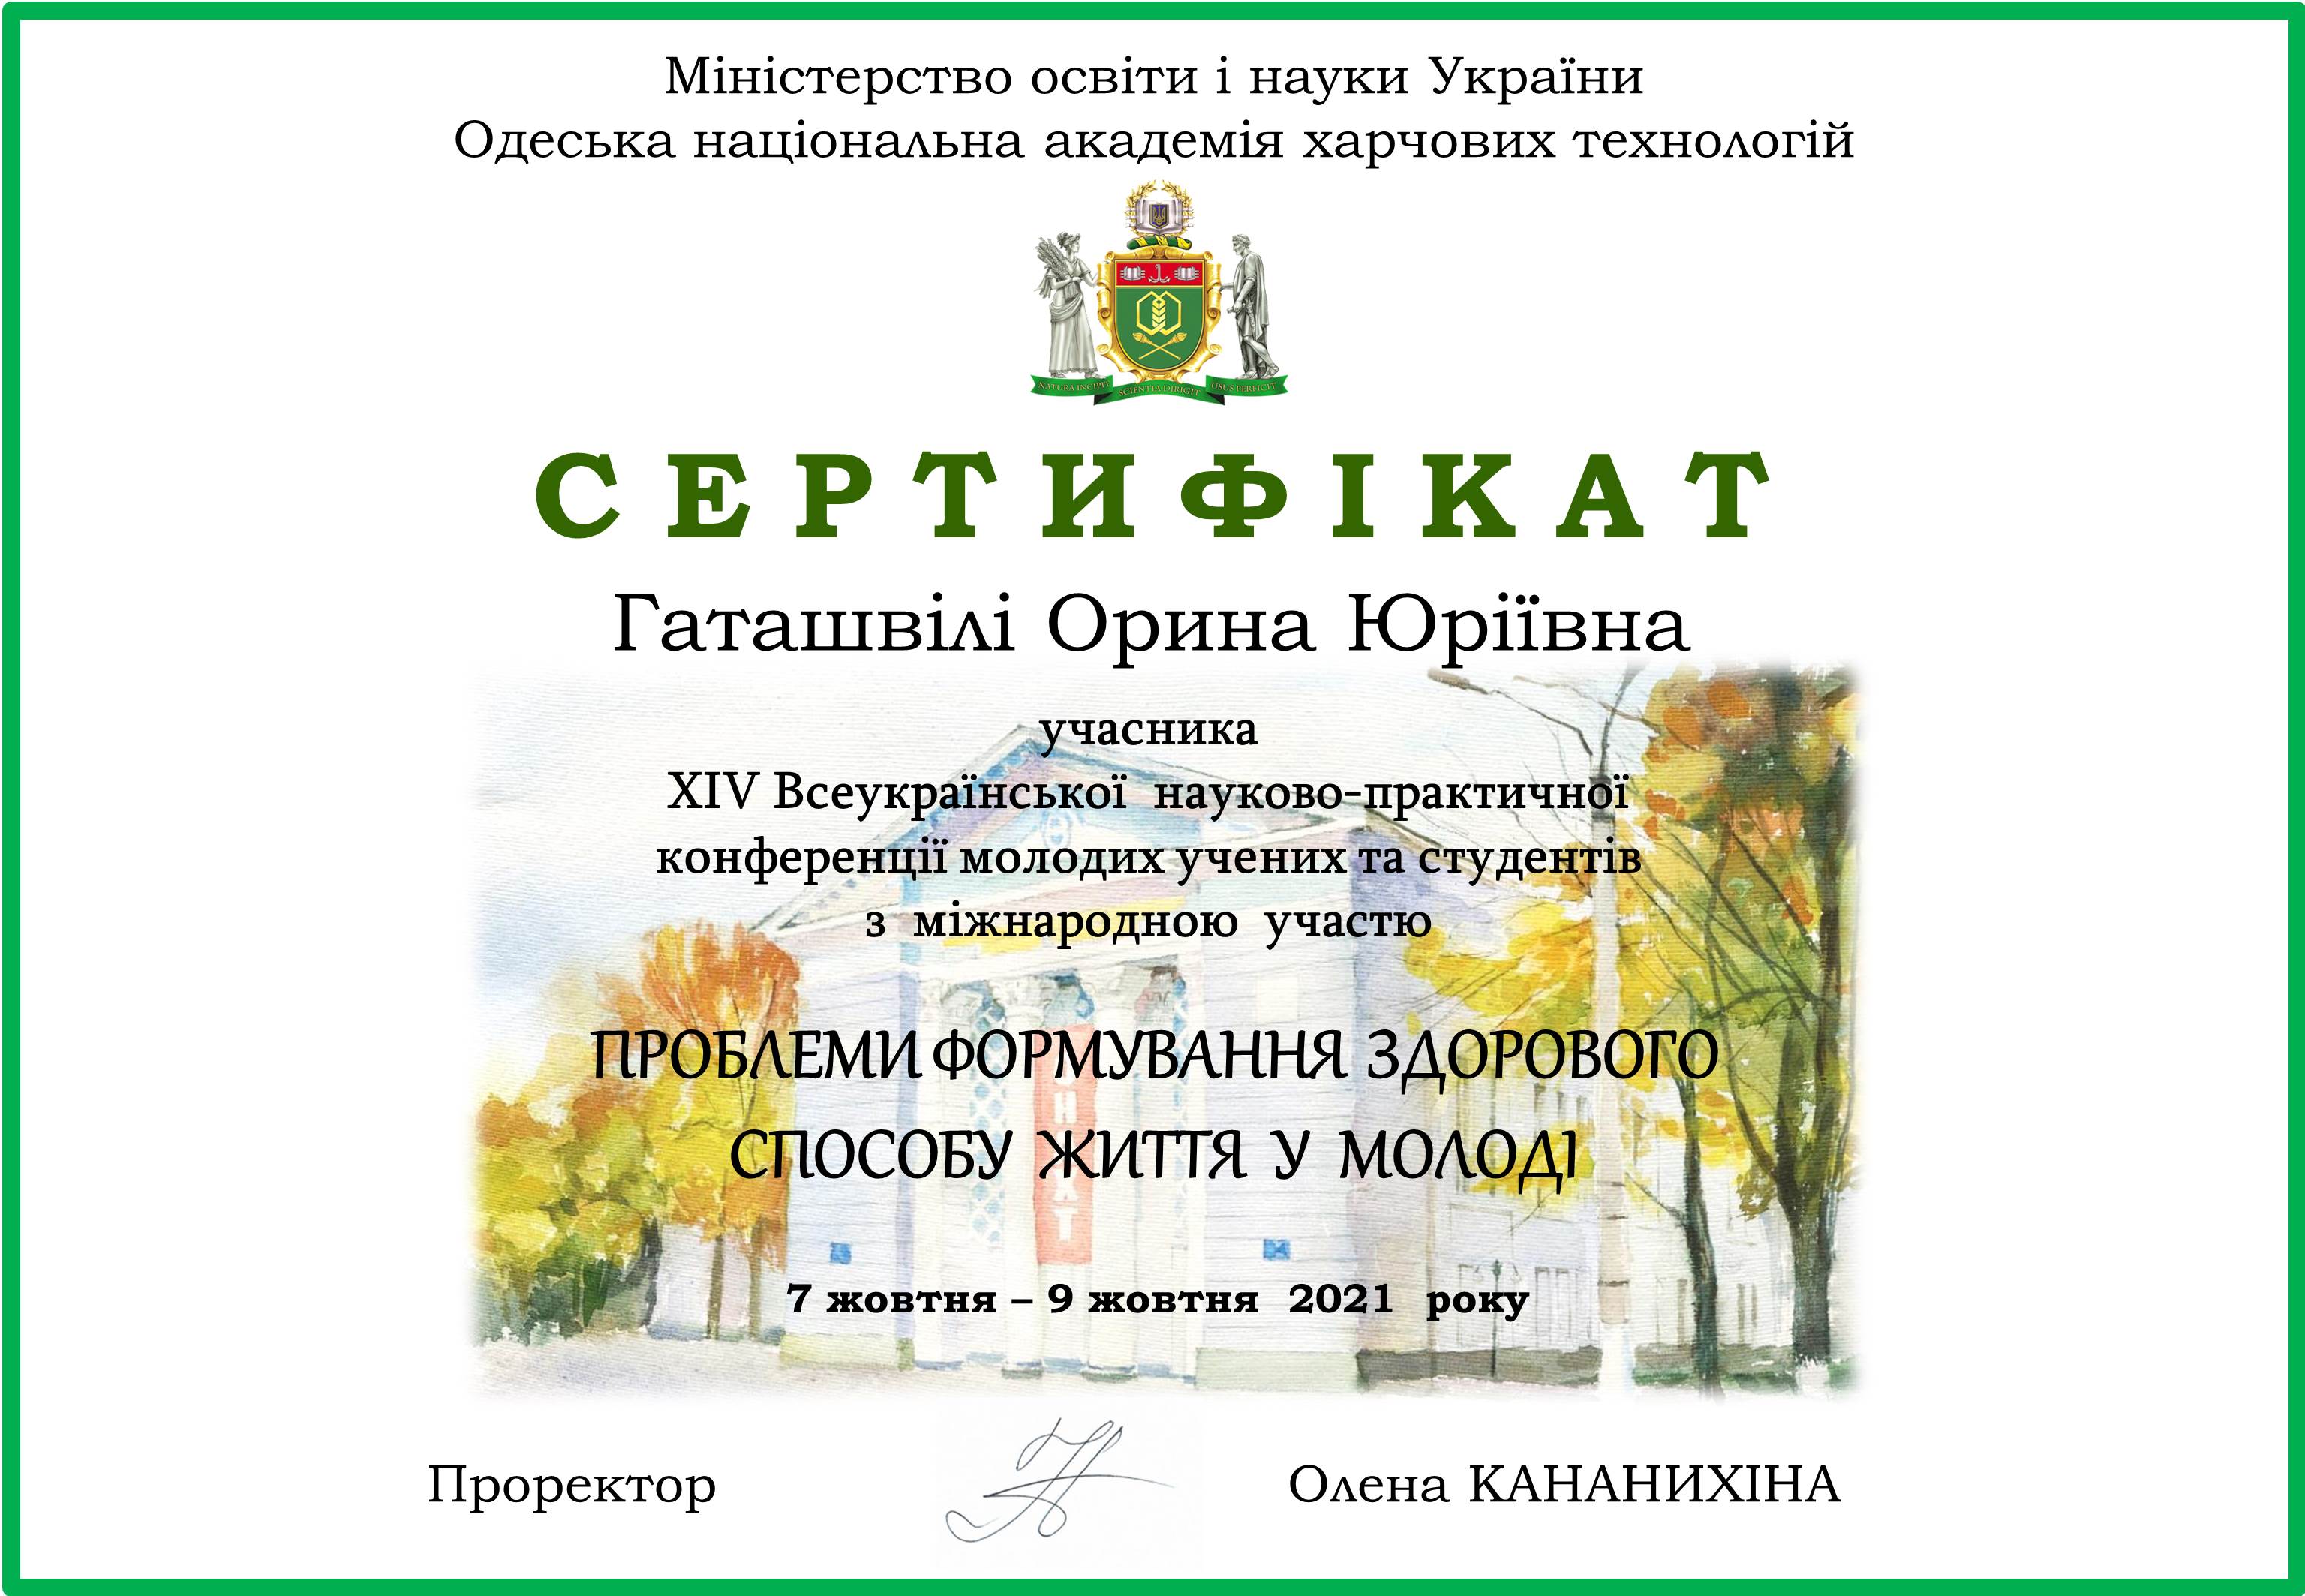 Міністерство освіти і науки України
Одеська національна академія харчових технологій
NATURA INCIPIT SCIENTIA DIRIGIT USUS PERFICIT
СЕРТИФІКАТ
Гаташвілі Орина Юріївна
учасника
XIV Всеукраїнської науково-практичної
конференції молодих учених та студентів
з міжнародною участю
ПРОБЛЕМИ ФОРМУВАННЯ ЗДОРОВОГО
СПОСОБУ ЖИТТЯ У МОЛОДІ
7 жовтня – 9 жовтня 2021 року
Проректор
Олена КАНАНИХІНА